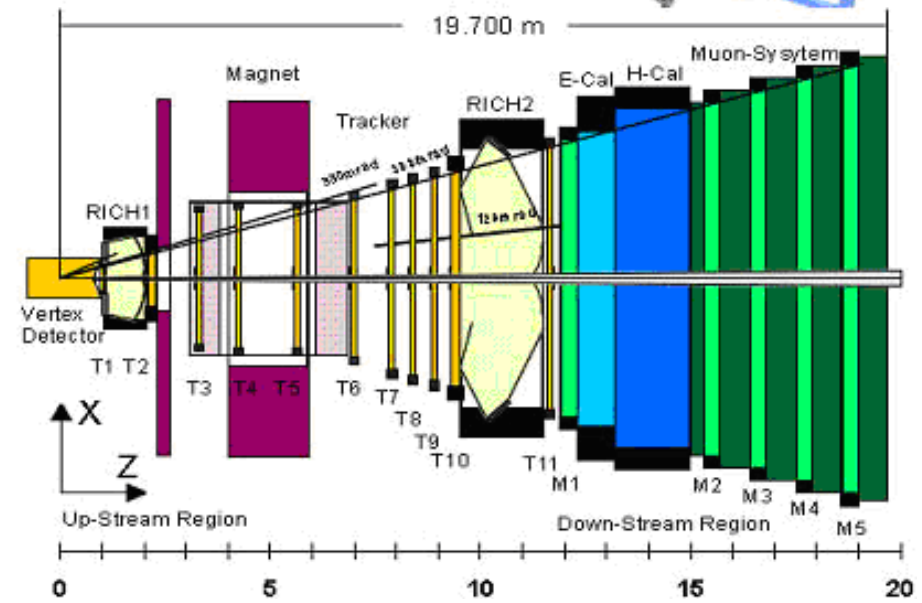 19.700 m
Muon-Sysytem
E-Cal H-Cal
Magnet
RICH2
Tracker
RICH1
Vertex
Detector
T1 T2
T3 T4 T5 T6 T7
T8
T9
T10
T11
M1
M2
M3
M4
M5
X
Z
Up-Stream Region
Down-Stream Region
0 5 10 15 20